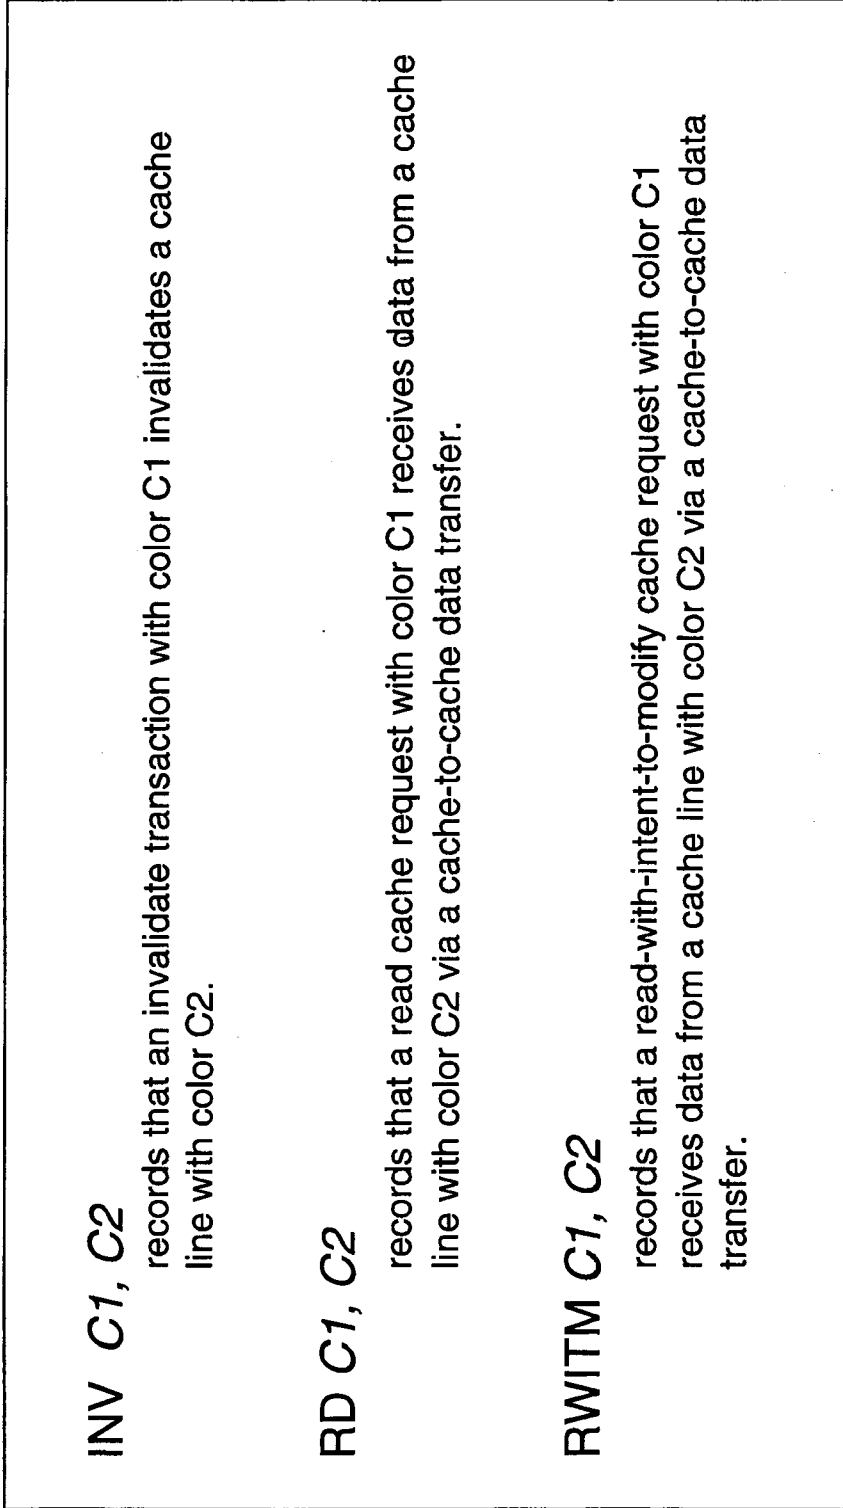 INV C1, C2
records that an invalidate transaction with color C1 invalidates a cache
line with color C2.
RD C1, C2
records that a read cache request with color C1 receives data from a cache
line with color C2 via a cache-to-cache data transfer.
RWITM C1, C2
records that a read-with-intent-to-modify cache request with color C1
receives data from a cache line with color C2 via a cache-to-cache data
transfer.